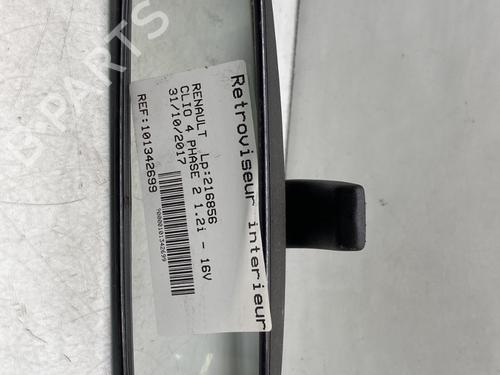 Retroviseur interieur
Lp:216856
RENAULT
CLIO 4 PHASE 2 1.2i - 16V
31/10/2017
REF:101342699
B-PARTS